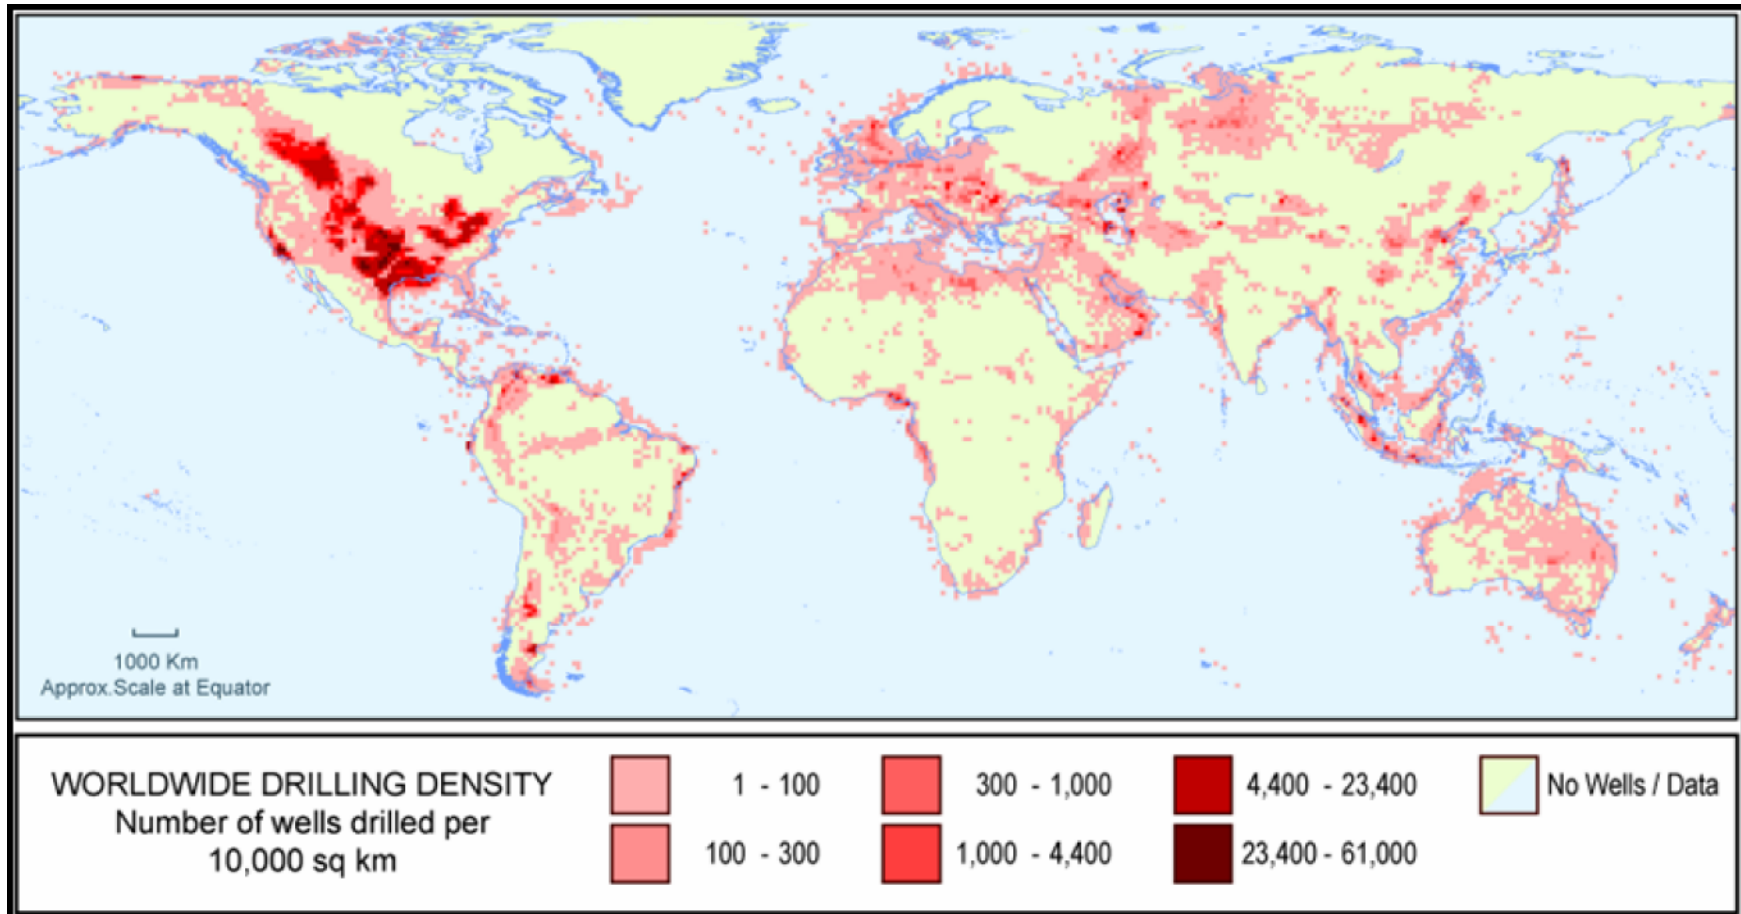 1000 Km
Approx.Scale at Equator
WORLDWIDE DRILLING DENSITY
Number of wells drilled per
10,000 sq km
1 - 100
100 - 300
300 - 1,000
1,000 - 4,400
4,400 - 23,400
23,400 - 61,000
No Wells / Data